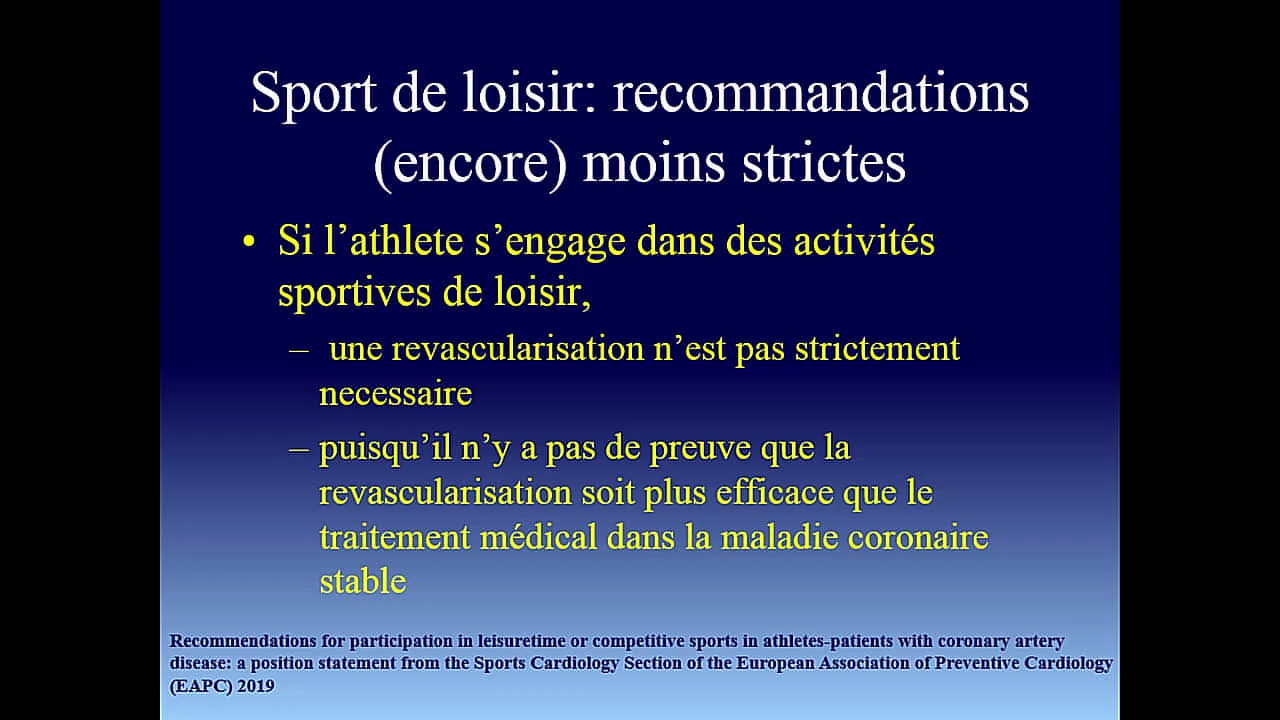 Sport de loisir: recommandations
(encore) moins strictes
• Si l’athlete s’engage dans des activités
sportives de loisir,
– une revascularisation n’est pas strictement
necessaire
– puisqu’il n’y a pas de preuve que la
revascularisation soit plus efficace que le
traitement médical dans la maladie coronaire
stable
Recommendations for participation in leisuretime or competitive sports in athletes-patients with coronary artery
disease: a position statement from the Sports Cardiology Section of the European Association of Preventive Cardiology
(EAPC) 2019